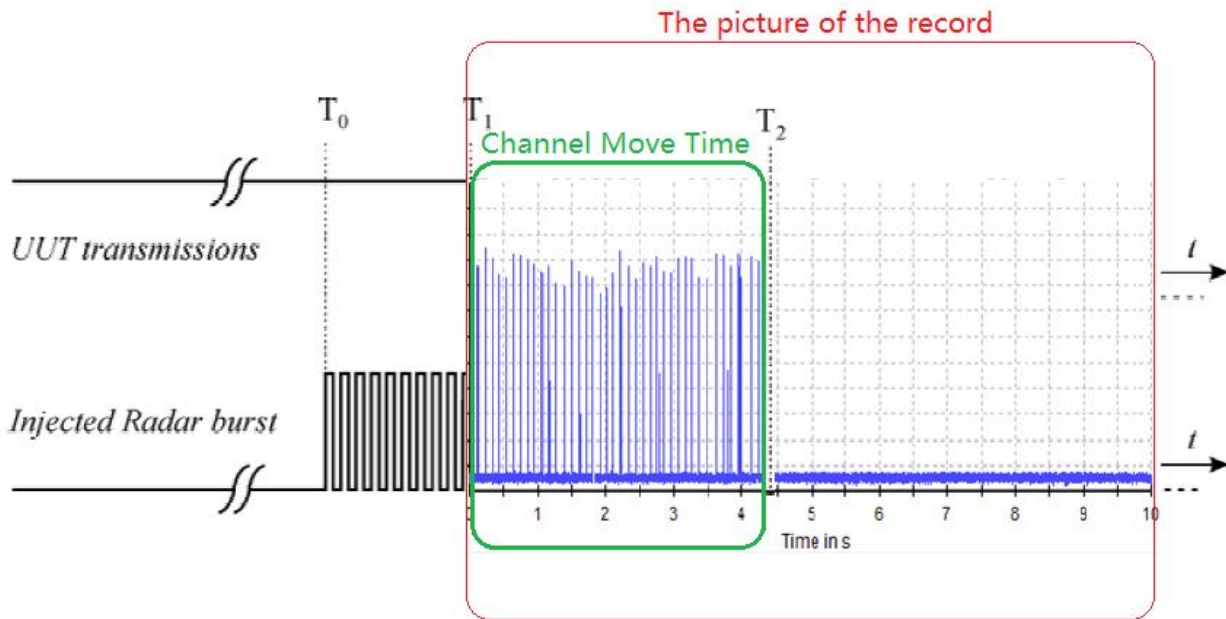 The picture of the record
T0
T1
T2
Channel Move Time
UUT transmissions
t
Injected Radar burst
t
1 2 3 4 5 6 7 8 9 10
Time in s